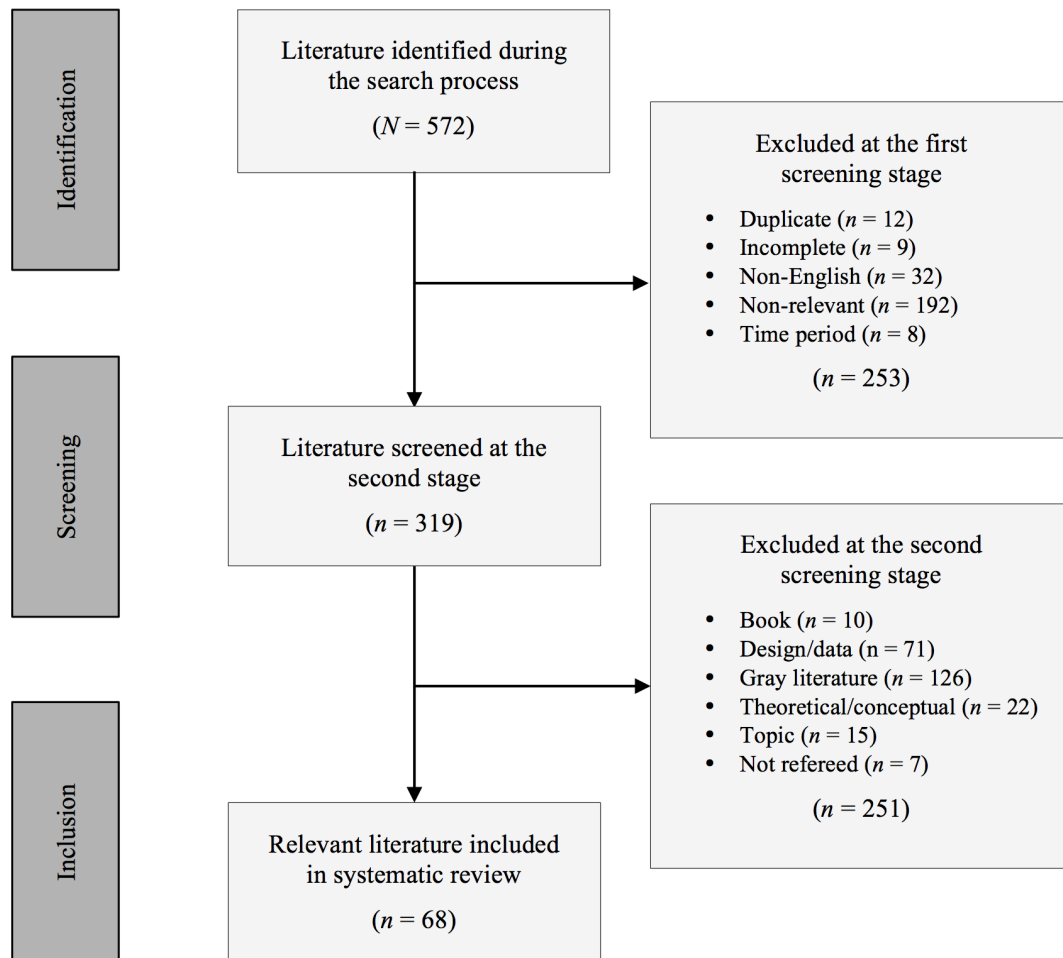 Identification
Literature identified during
the search process
(N = 572)
Excluded at the first
screening stage
• Duplicate (n = 12)
• Incomplete (n = 9)
• Non-English (n = 32)
• Non-relevant (n = 192)
• Time period (n = 8)
(n = 253)
Screening
Literature screened at the
second stage
(n = 319)
Excluded at the second
screening stage
• Book (n = 10)
• Design/data (n = 71)
• Gray literature (n = 126)
• Theoretical/conceptual (n = 22)
• Topic (n = 15)
• Not refereed (n = 7)
(n = 251)
Inclusion
Relevant literature included
in systematic review
(n = 68)